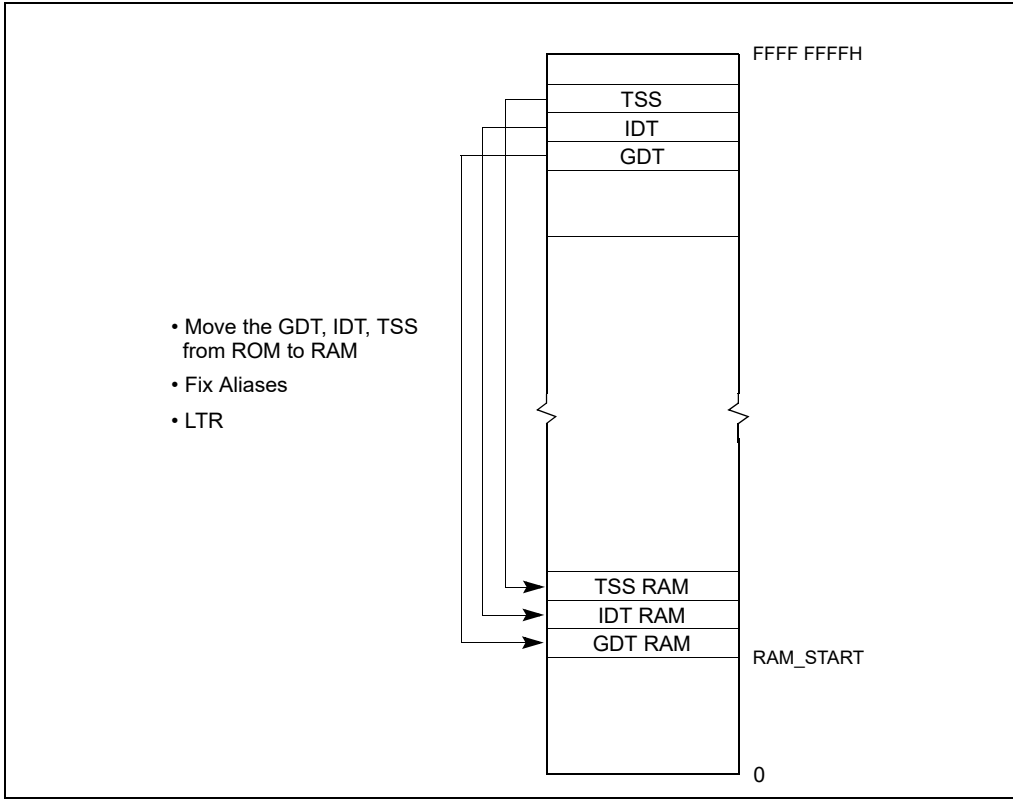 FFFF FFFFH
TSS
IDT
GDT
• Move the GDT, IDT, TSS
from ROM to RAM
• Fix Aliases
• LTR
TSS RAM
IDT RAM
GDT RAM
RAM_START
0